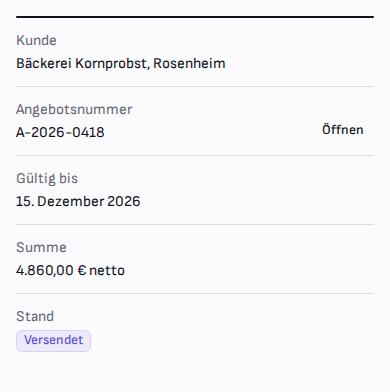 Kunde
Bäckerei Kornprobst, Rosenheim
Angebotsnummer
A-2026-0418
Öffnen
Gültig bis
15. Dezember 2026
Summe
4.860,00 € netto
Stand
Versendet